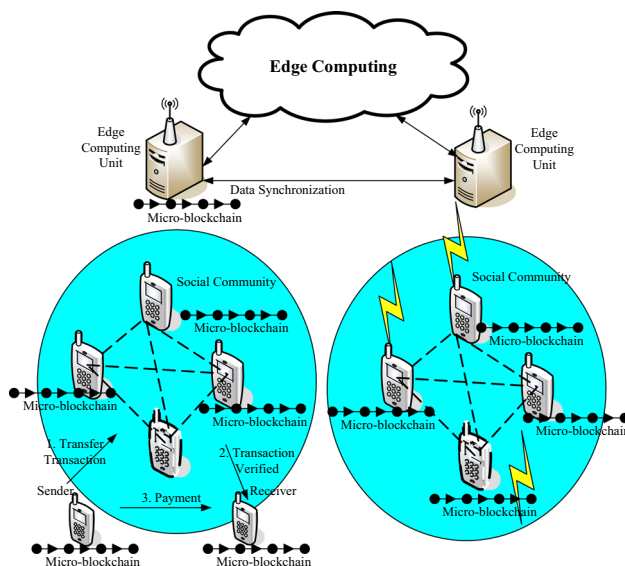 Edge Computing
Edge
Computing
Unit
Edge
Computing
Unit
Data Synchronization
Micro-blockchain
Social Community
Social Community
Micro-blockchain
Micro-blockchain
Micro-blockchain
Micro-blockchain
Micro-blockchain
Micro-blockchain
1. Transfer
Transaction
2. Transaction
Verified
Sender
3. Payment
Receiver
Micro-blockchain
Micro-blockchain
Micro-blockchain